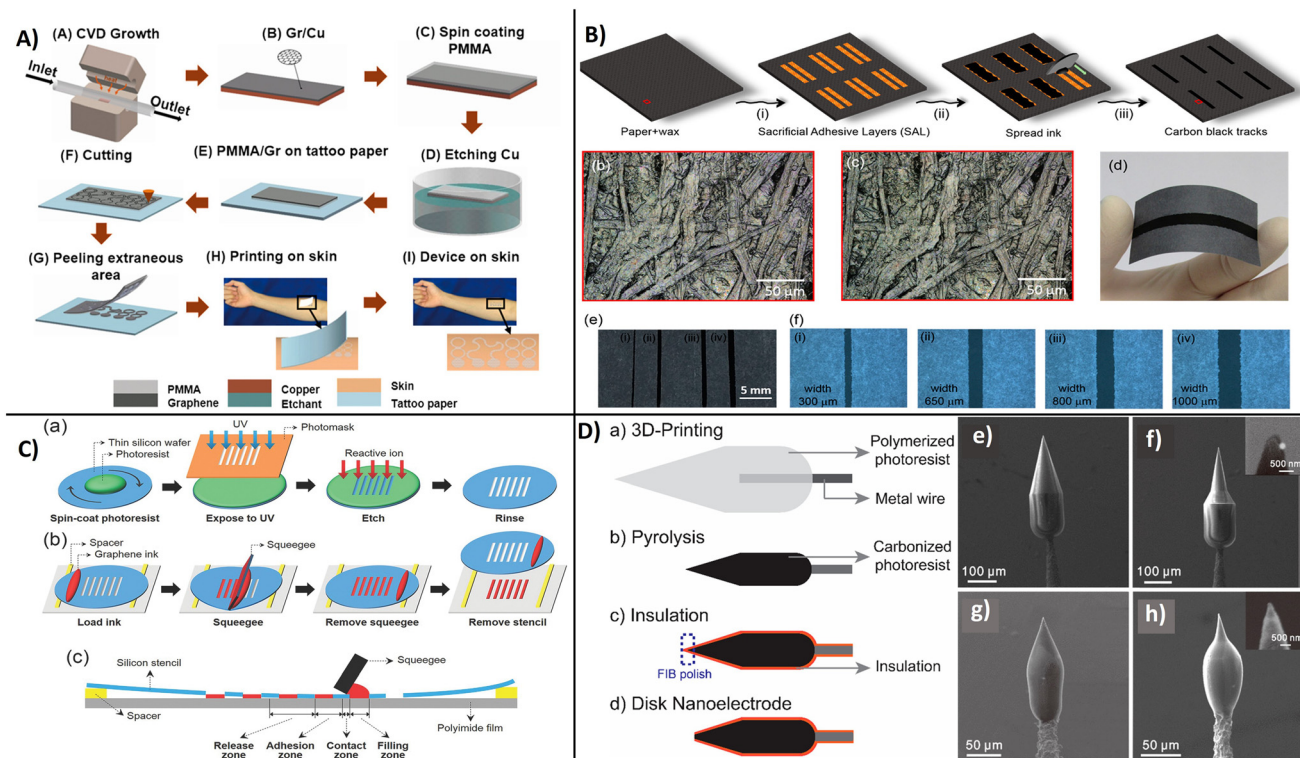 A)
(A) CVD Growth
Inlet
Outlet
(B) Gr/Cu
(C) Spin coating
PMMA
(F) Cutting
(E) PMMA/Gr on tattoo paper
(D) Etching Cu
(G) Peeling extraneous
area
(H) Printing on skin
(I) Device on skin
PMMA
Graphene
Copper
Etchant
Skin
Tattoo paper
B)
Paper+wax
(i)
Sacrificial Adhesive Layers (SAL)
(ii)
Spread ink
(iii)
Carbon black tracks
(b)
50 μm
(c)
50 μm
(d)
(e)
(i)
(ii)
(iii)
(iv)
5 mm
(f)
(i)
width
300 μm
(ii)
width
650 μm
(iii)
width
800 μm
(iv)
width
1000 μm
C)
(a)
Thin silicon wafer
Photoresist
UV
Photomask
Reactive ion
Spin-coat photoresist
Expose to UV
Etch
Rinse
(b)
Spacer
Graphene ink
Squeegee
Load ink
Squeegee
Remove squeegee
Remove stencil
(c)
Silicon stencil
Squeegee
Spacer
Polyimide film
Release
zone
Adhesion
zone
Contact
zone
Filling
zone
D)
a) 3D-Printing
Polymerized
photoresist
Metal wire
b) Pyrolysis
Carbonized
photoresist
c) Insulation
FIB polish
Insulation
d) Disk Nanoelectrode
e)
100 μm
f)
500 nm
100 μm
g)
50 μm
h)
500 nm
50 μm